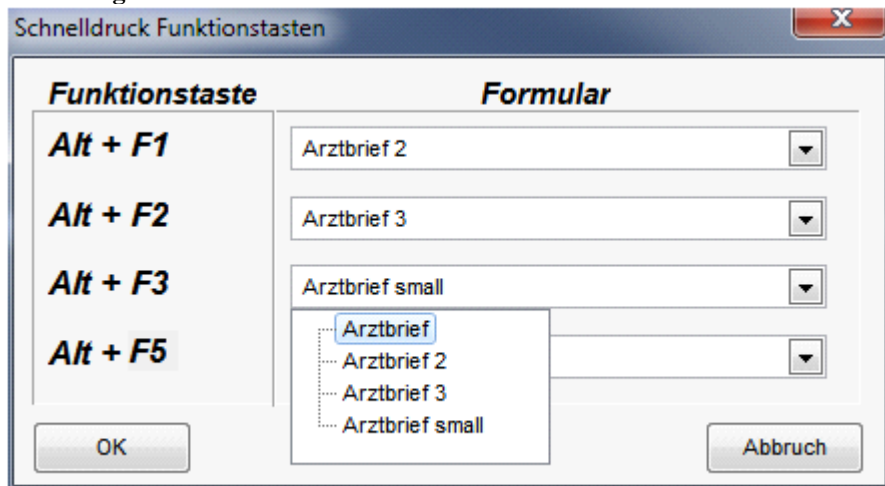 Schnelldruck Funktionstasten
Funktionstaste Formular
Alt + F1 Arztbrief 2
Alt + F2 Arztbrief 3
Alt + F3 Arztbrief small
Arztbrief
Alt + F5
Arztbrief 2
Arztbrief 3
Arztbrief small
OK Abbruch